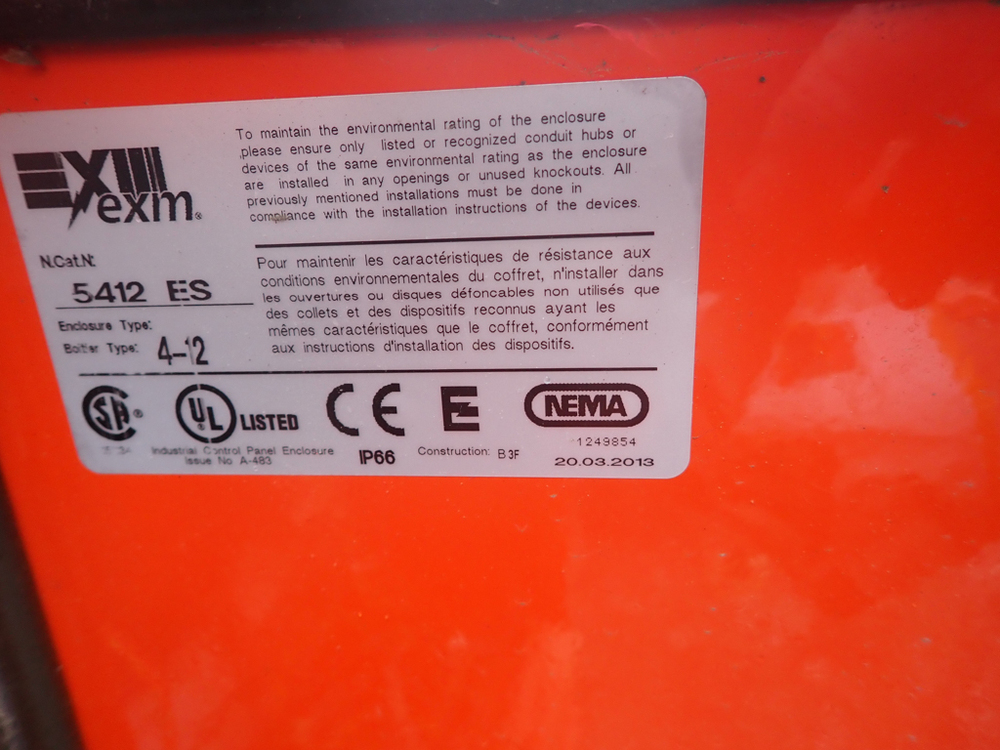 exm®
To maintain the environmental rating of the enclosure
please ensure only listed or recognized conduit hubs or
devices of the same environmental rating as the enclosure
are installed in any openings or unused knockouts. All
previously mentioned installations must be done in
compliance with the installation instructions of the devices.
N.Cat.N:
5412 ES
Enclosure Type:
Boitier Type:
4-12
Pour maintenir les caractéristiques de résistance aux
conditions environnementales du coffret, n'installer dans
les ouvertures ou disques défoncables non utilisés que
des collets et des dispositifs reconnus ayant les
mêmes caractéristiques que le coffret, conformément
aux instructions d'installation des dispositifs.
SA®
UL LISTED
CE
NEMA
Industrial Control Panel Enclosure
Issue No A-483
IP66
Construction: B3F
1249854
20.03.2013